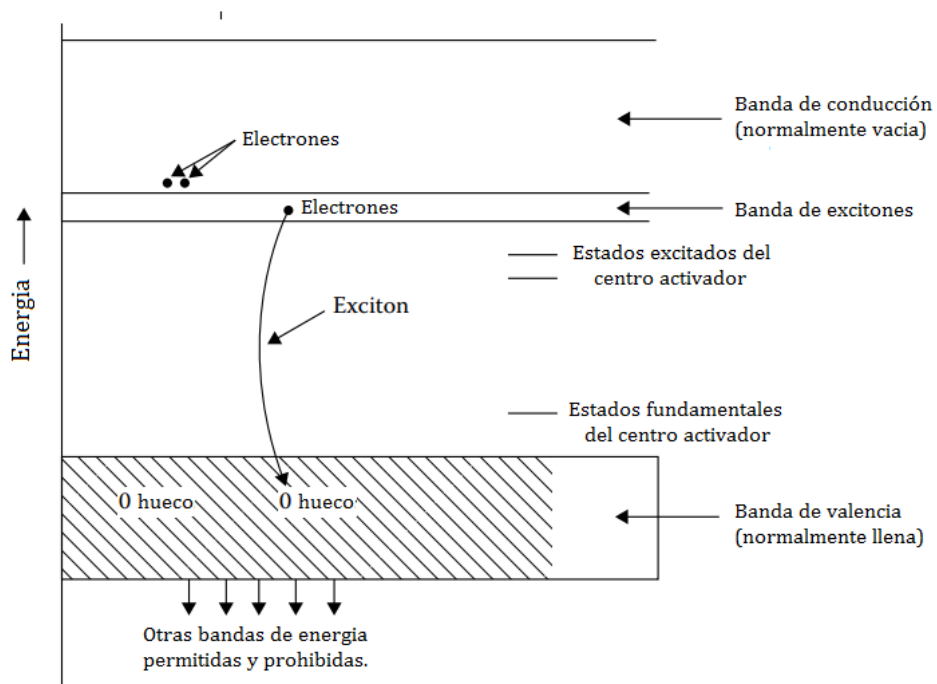 Banda de conducción
(normalmente vacia)
Electrones
Electrones
Banda de excitones
Estados excitados del
centro activador
Energia
Exciton
Estados fundamentales
del centro activador
0 hueco
0 hueco
Banda de valencia
(normalmente llena)
Otras bandas de energia
permitidas y prohibidas.